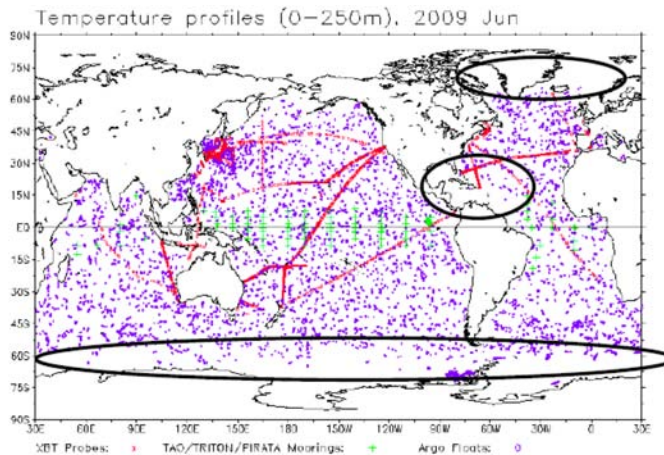 Temperature profiles (0-250m), 2009 Jun
90N
75N
60N
45N
30N
15N
EQ
15S
30S
45S
60S
75S
90S
30E 60E 90E 120E 150E 180 150W 120W 90W 60W 30W 0 30E
XBT Probes: x TAO/TRITON/PIRATA Moorings: + Argo Floats: o